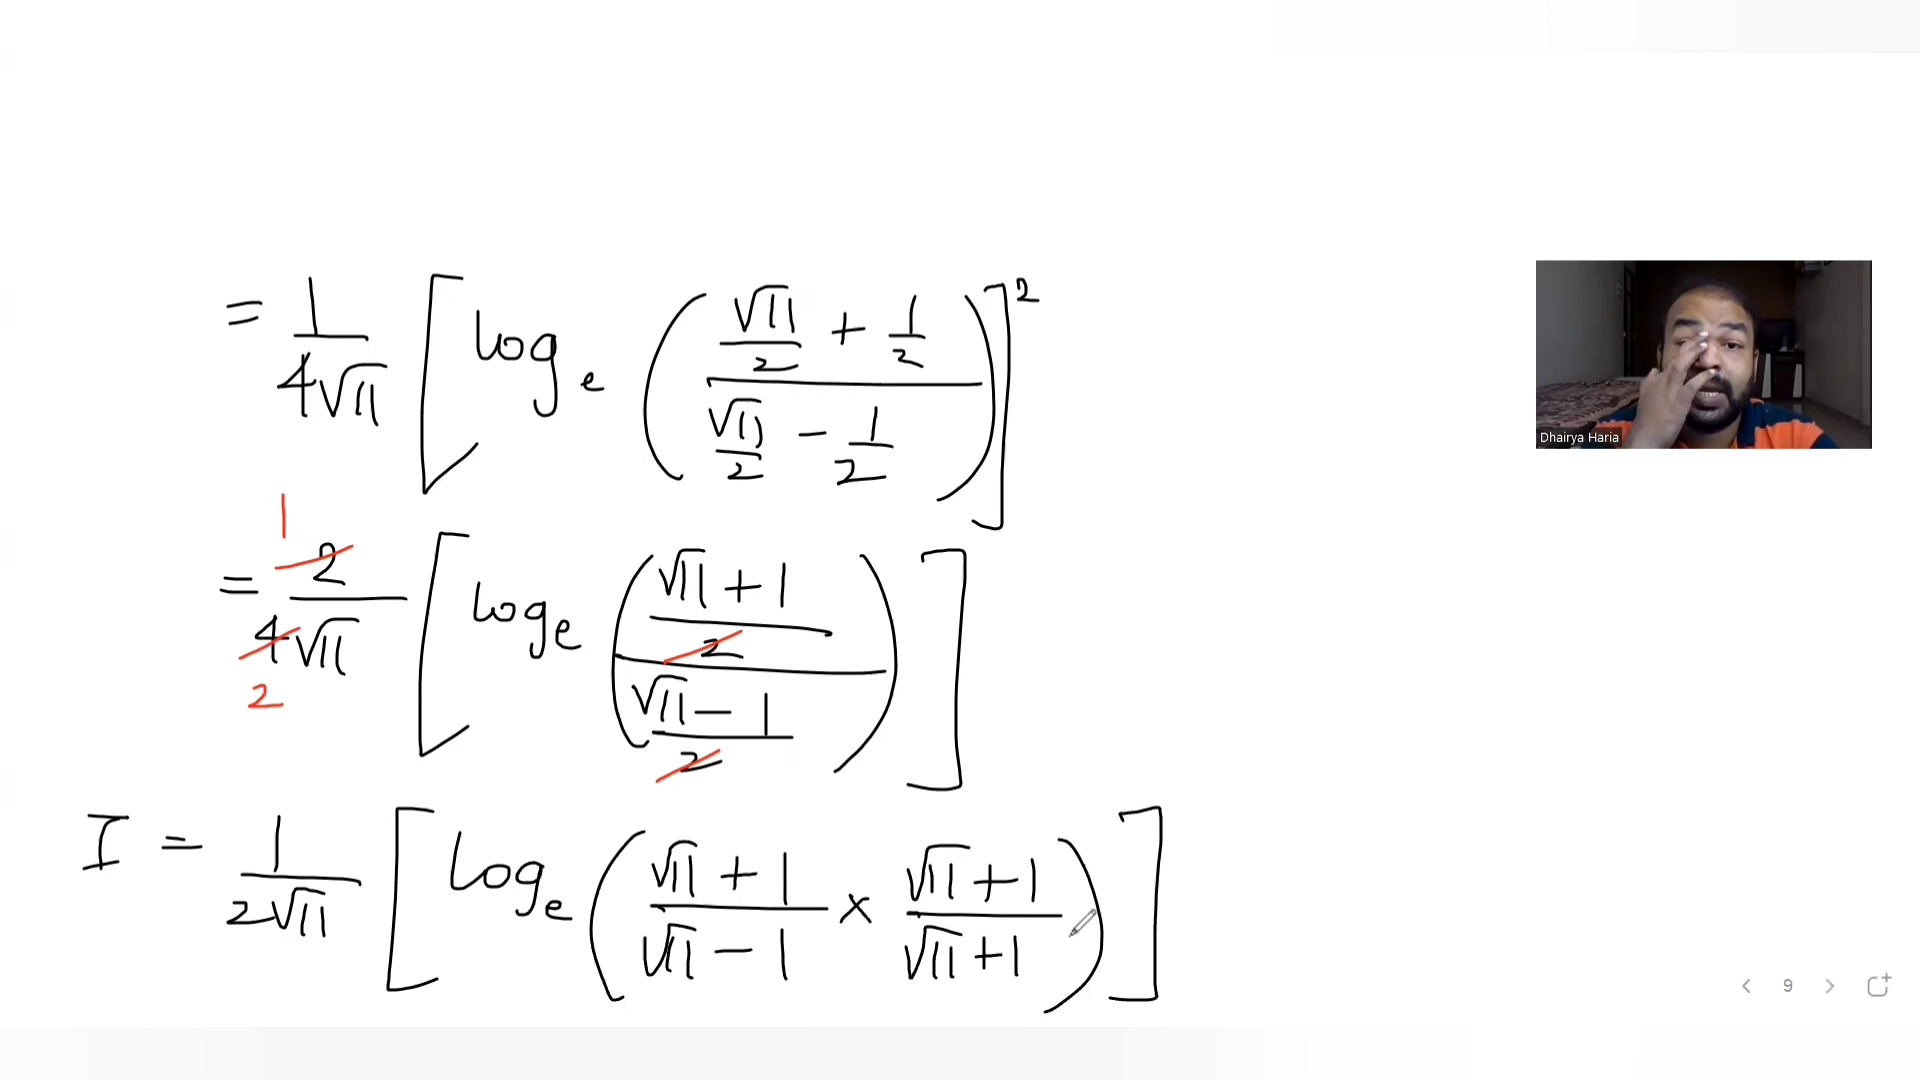 = 1/(4√11) [log_e ((√11/2 + 1/2)/(√11/2 - 1/2))]^2
1
= 2/(4√11) [log_e (((√11 + 1)/2)/((√11 - 1)/2))]
2
I = 1/(2√11) [log_e ((√11 + 1)/(√11 - 1) × (√11 + 1)/(√11 + 1))]
Dhairya Haria
< 9 >